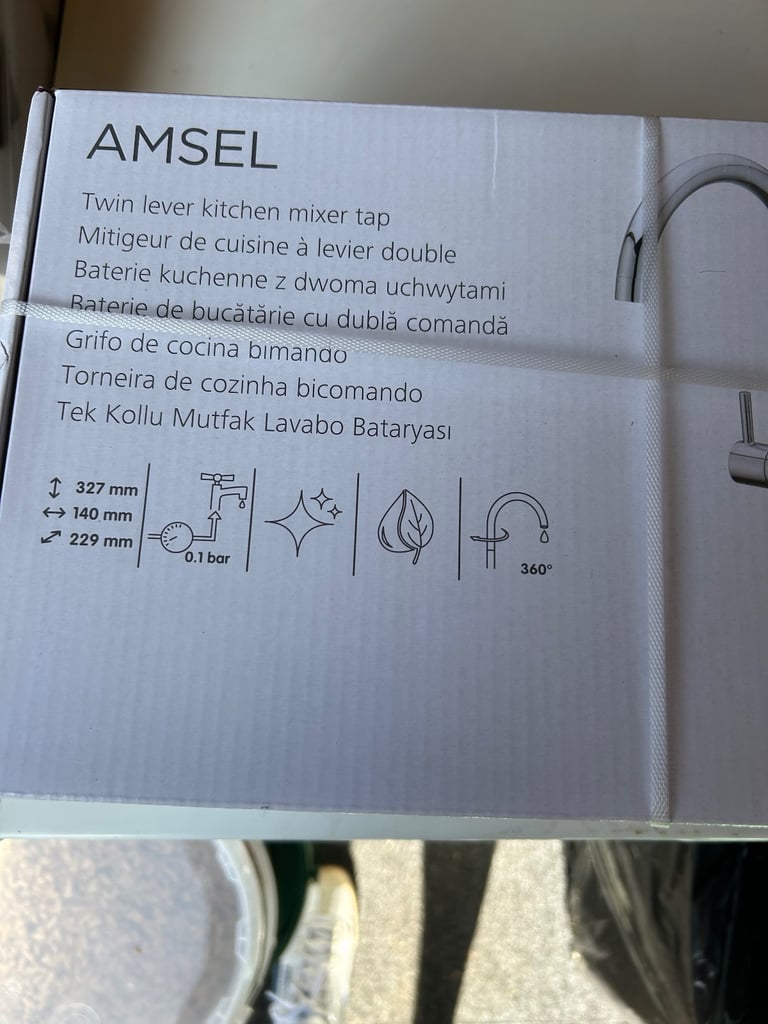 AMSEL
Twin lever kitchen mixer tap
Mitigeur de cuisine à levier double
Baterie kuchenne z dwoma uchwytami
Baterie de bucătărie cu dublă comandă
Grifo de cocina bimando
Torneira de cozinha bicomando
Tek Kollu Mutfak Lavabo Bataryası
327 mm
140 mm
229 mm
0.1 bar
360°